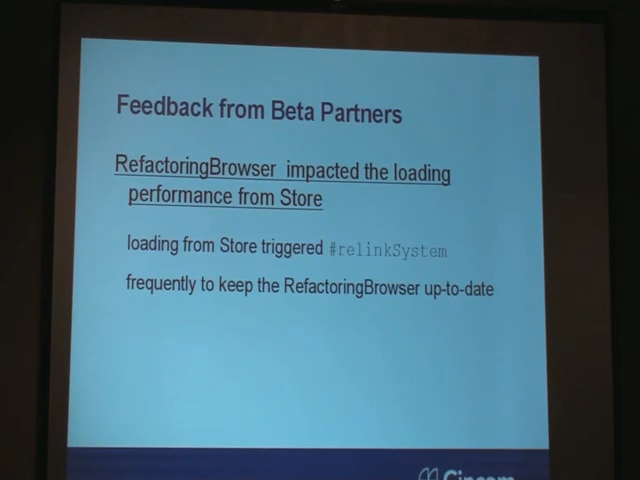 Feedback from Beta Partners
RefactoringBrowser impacted the loading
performance from Store
loading from Store triggered #relinkSystem
frequently to keep the RefactoringBrowser up-to-date
Cincom